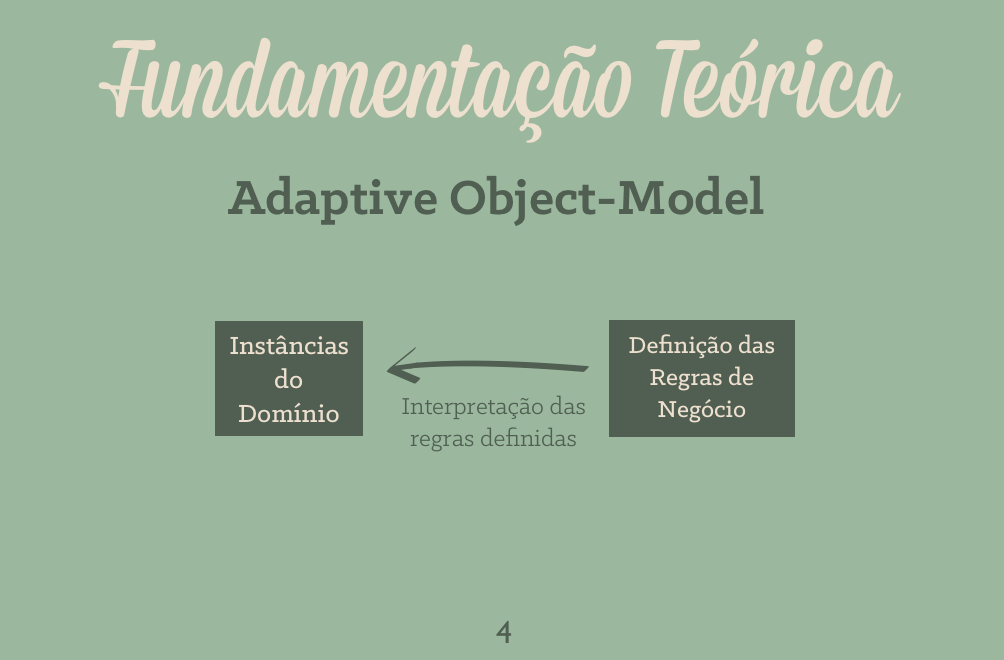 Fundamentação Teórica
Adaptive Object-Model
Instâncias
do
Domínio
Interpretação das
regras definidas
Definição das
Regras de
Negócio
4